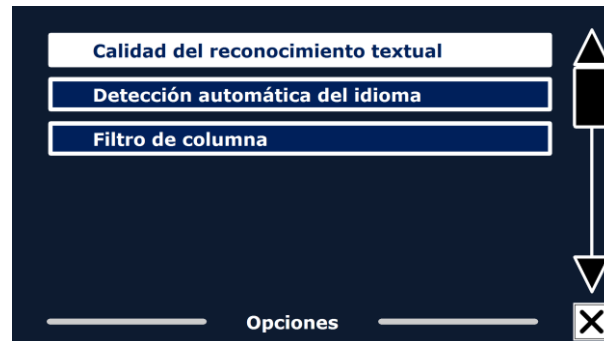 Calidad del reconocimiento textual
Detección automática del idioma
Filtro de columna
Opciones